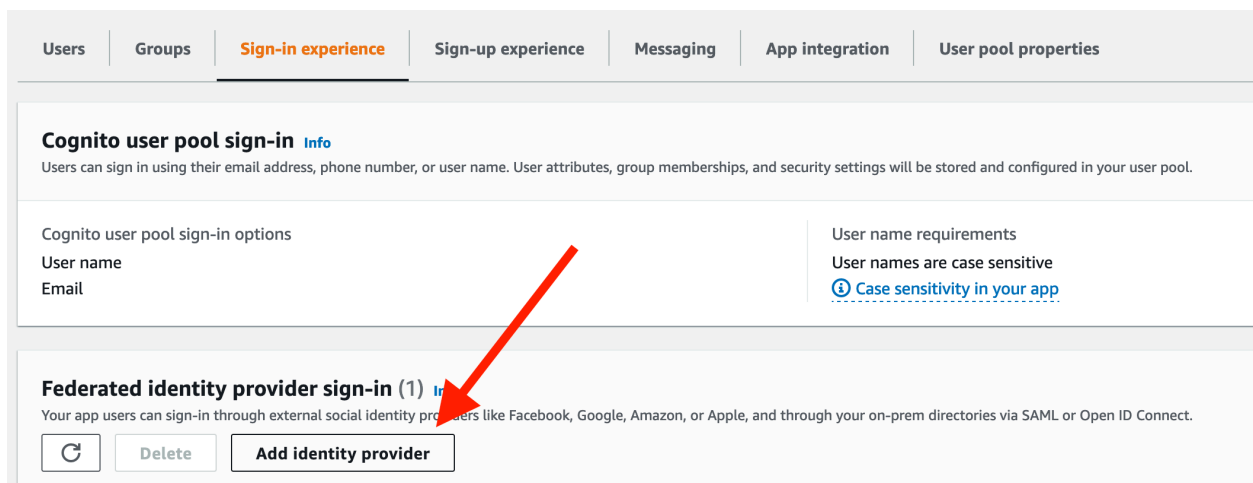 Users Groups Sign-in experience Sign-up experience Messaging App integration User pool properties
Cognito user pool sign-in Info
Users can sign in using their email address, phone number, or user name. User attributes, group memberships, and security settings will be stored and configured in your user pool.
Cognito user pool sign-in options
User name
Email
User name requirements
User names are case sensitive
Case sensitivity in your app
Federated identity provider sign-in (1)
Your app users can sign-in through external social identity like Facebook, Google, Amazon, or Apple, and through your on-prem directories via SAML or Open ID Connect.
Delete Add identity provider